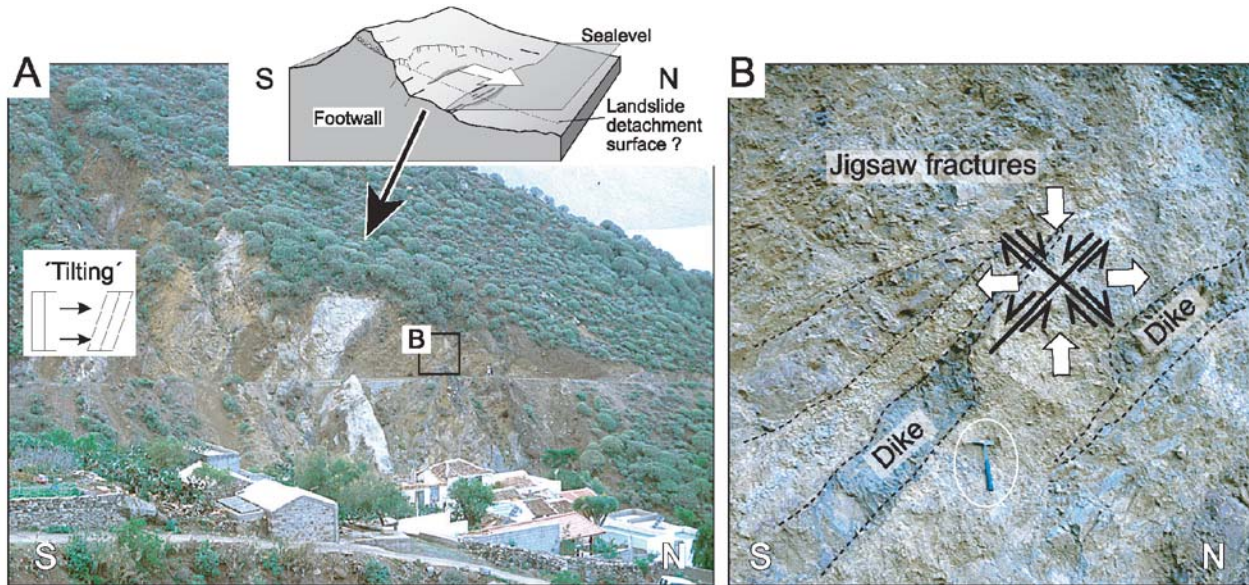 A
S
N
Sealevel
Footwall
Landslide
detachment
surface ?
´Tilting´
B
S
N
B
Jigsaw fractures
Dike
Dike
S
N